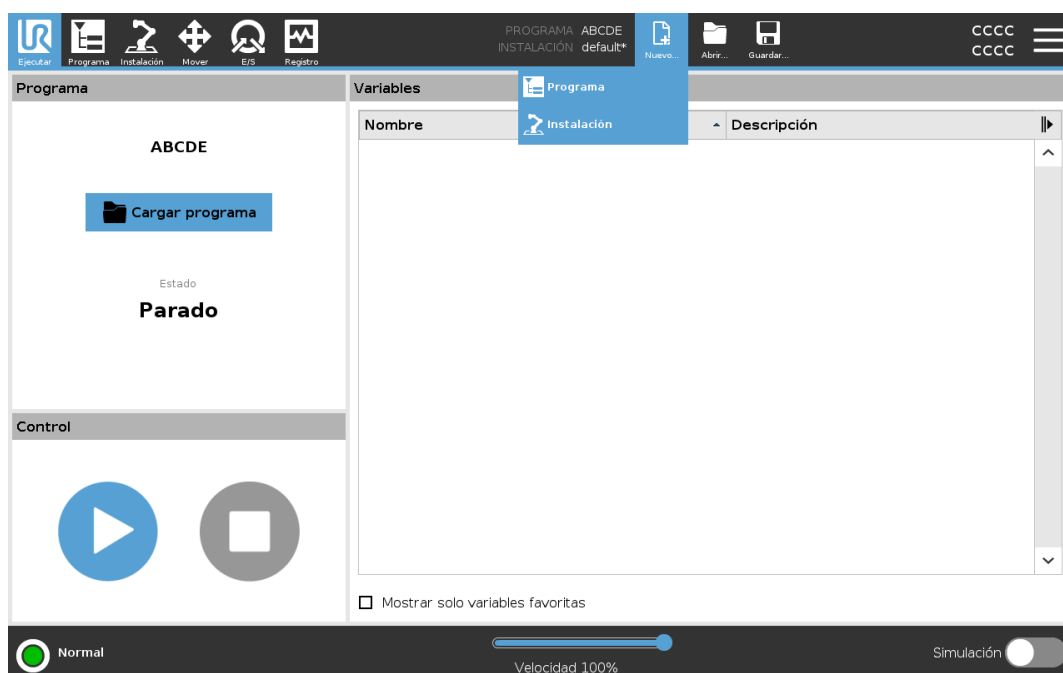 PROGRAMA ABCDE
INSTALACIÓN default*
CCCC
CCCC
Ejecutar Programa Instalación Mover E/S Registro Nuevo... Abrir... Guardar...
Programa
Variables
Programa
Instalación
Nombre
Descripción
ABCDE
Cargar programa
Estado
Parado
Control
Mostrar solo variables favoritas
Normal
Velocidad 100%
Simulación